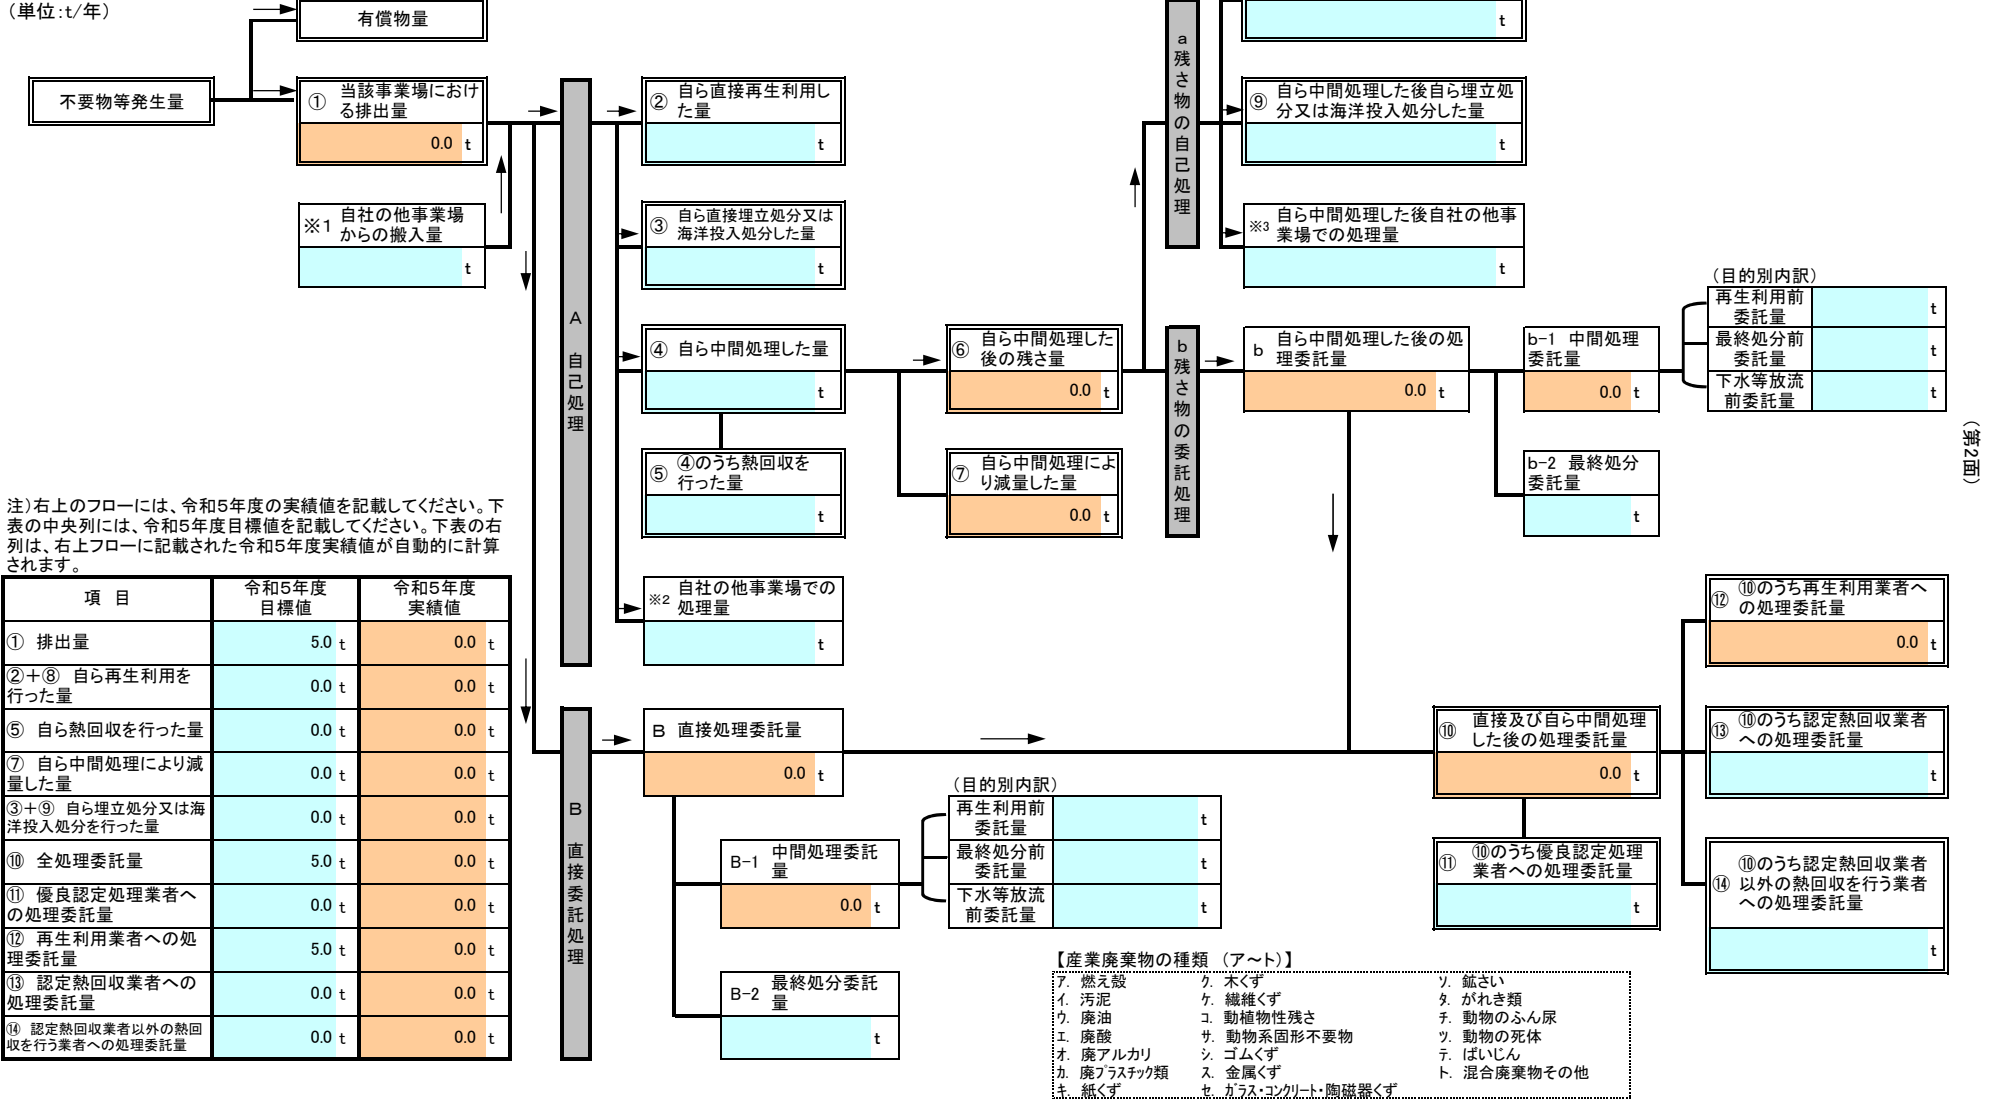 （単位:t/年）
有償物量
不要物等発生量
① 当該事業場におけ
る排出量
0.0 t
※1 自社の他事業場
からの搬入量
t
A 自己処理
② 自ら直接再生利用し
た量
t
③ 自ら直接埋立処分又は
海洋投入処分した量
t
④ 自ら中間処理した量
t
⑤ ④のうち熱回収を
行った量
t
※2 自社の他事業場での
処理量
t
⑥ 自ら中間処理した
後の残さ量
0.0 t
⑦ 自ら中間処理によ
り減量した量
0.0 t
a 残さ物の自己処理
t
⑨ 自ら中間処理した後自ら埋立処
分又は海洋投入処分した量
t
※3 自ら中間処理した後自社の他事
業場での処理量
t
b 残さ物の委託処理
b 自ら中間処理した後の処
理委託量
0.0 t
b-1 中間処理
委託量
0.0 t
（目的別内訳）
再生利用前
委託量
t
最終処分前
委託量
t
下水等放流
前委託量
t
b-2 最終処分
委託量
t
（第2面）
注）右上のフローには、令和5年度の実績値を記載してください。下
表の中央列には、令和5年度目標値を記載してください。下表の右
列は、右上フローに記載された令和5年度実績値が自動的に計算
されます。
項 目 令和5年度 令和5年度
目標値 実績値
① 排出量 5.0 t 0.0 t
②＋⑧ 自ら再生利用を
行った量 0.0 t 0.0 t
⑤ 自ら熱回収を行った量 0.0 t 0.0 t
⑦ 自ら中間処理により減
量した量 0.0 t 0.0 t
③＋⑨ 自ら埋立処分又は海
洋投入処分を行った量 0.0 t 0.0 t
⑩ 全処理委託量 5.0 t 0.0 t
⑪ 優良認定処理業者へ
の処理委託量 0.0 t 0.0 t
⑫ 再生利用業者への処
理委託量 5.0 t 0.0 t
⑬ 認定熱回収業者への
処理委託量 0.0 t 0.0 t
⑭ 認定熱回収業者以外の熱回
収を行う業者への処理委託量 0.0 t 0.0 t
B 直接委託処理
B 直接処理委託量
0.0 t
B-1 中間処理委託
量
0.0 t
B-2 最終処分委託
量
t
（目的別内訳）
再生利用前
委託量
t
最終処分前
委託量
t
下水等放流
前委託量
t
⑩ 直接及び自ら中間処理
した後の処理委託量
0.0 t
⑪ ⑩のうち優良認定処理
業者への処理委託量
t
⑫ ⑩のうち再生利用業者へ
の処理委託量
0.0 t
⑬ ⑩のうち認定熱回収業者
への処理委託量
t
⑭ ⑩のうち認定熱回収業者
以外の熱回収を行う業者
への処理委託量
t
【産業廃棄物の種類 （ア～ト）】
ア. 燃え殻 ク. 木くず ソ. 鉱さい
イ. 汚泥 ケ. 繊維くず タ. がれき類
ウ. 廃油 コ. 動植物性残さ チ. 動物のふん尿
エ. 廃酸 サ. 動物系固形不要物 ツ. 動物の死体
オ. 廃アルカリ シ. ゴムくず テ. ばいじん
カ. 廃プラスチック類 ス. 金属くず ト. 混合廃棄物その他
キ. 紙くず セ. ガラス・コンクリート・陶磁器くず